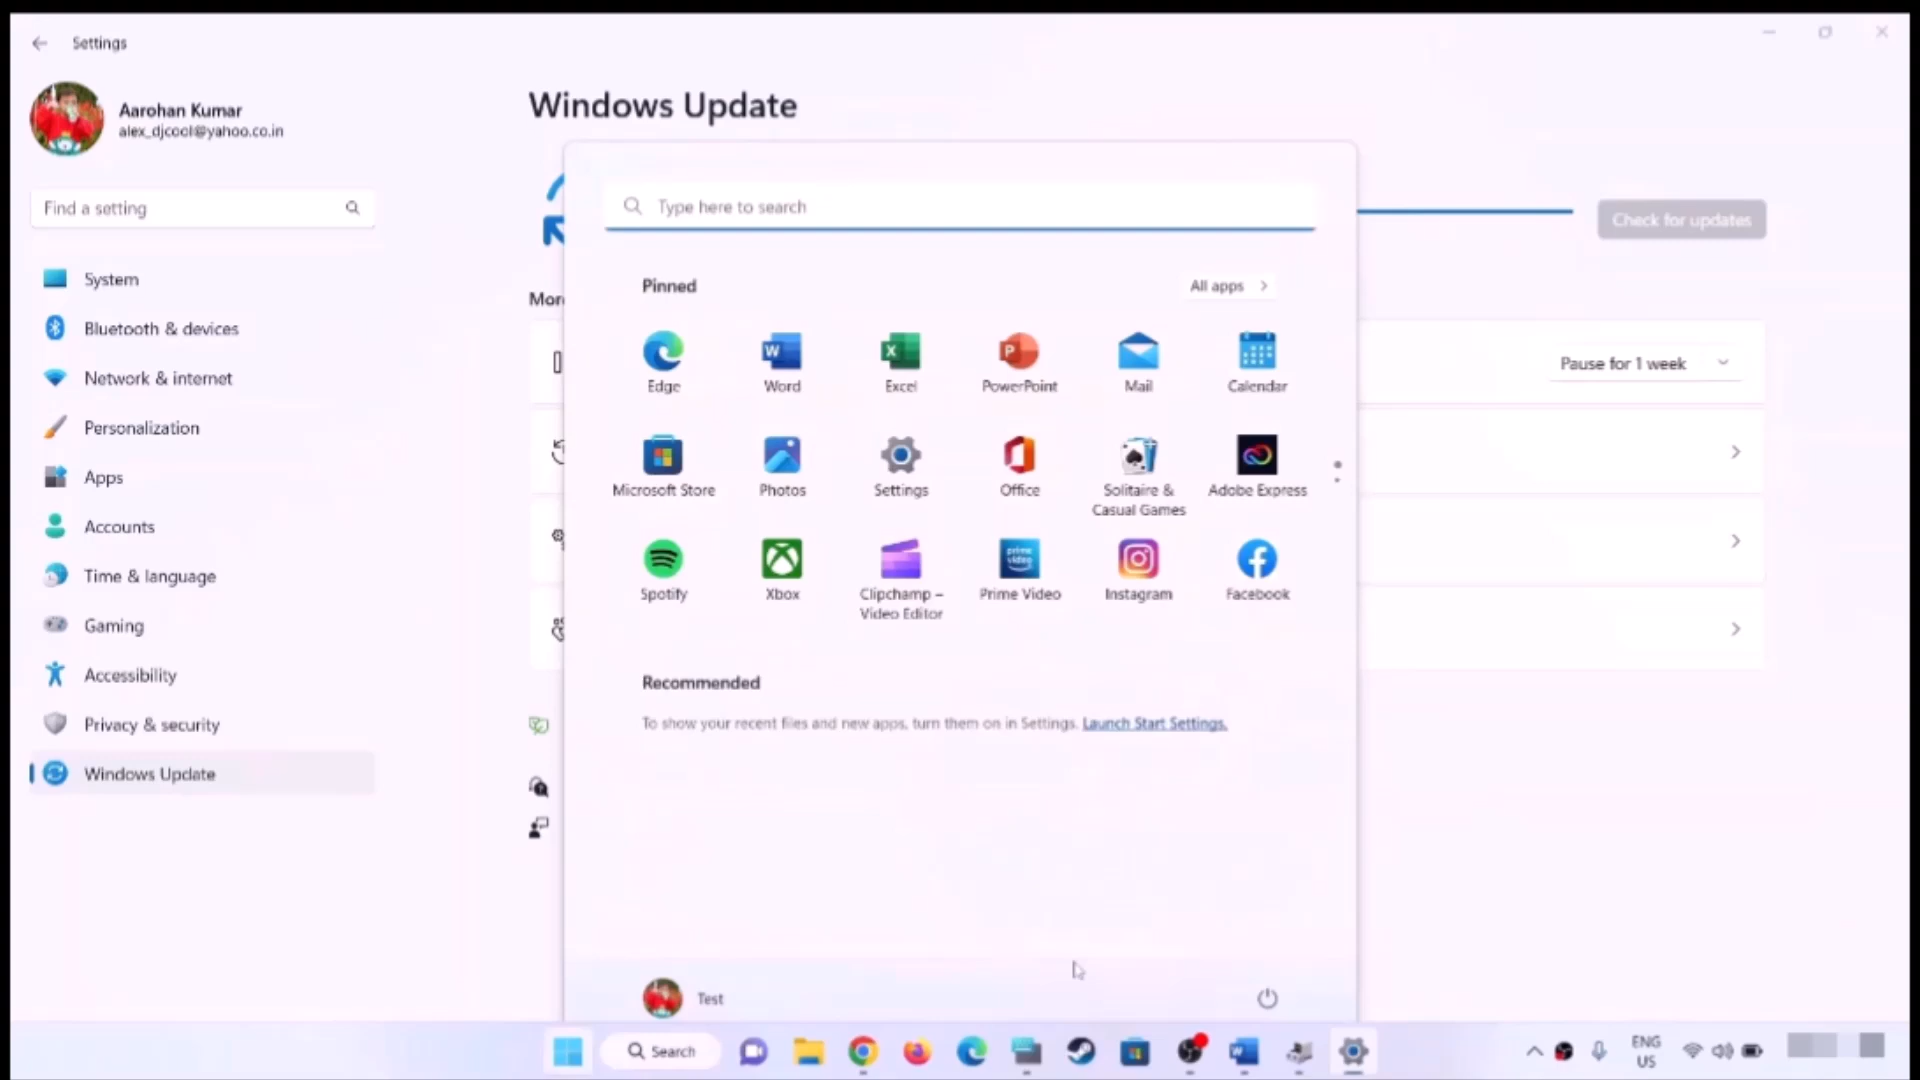 Settings
Aarohan Kumar
alex_djcool@yahoo.co.in
Find a setting
System
Bluetooth & devices
Network & internet
Personalization
Apps
Accounts
Time & language
Gaming
Accessibility
Privacy & security
Windows Update
Windows Update
Check for updates
Mor
Pause for 1 week
Type here to search
Pinned
All apps
Edge
Word
Excel
PowerPoint
Mail
Calendar
Microsoft Store
Photos
Settings
Office
Solitaire &
Casual Games
Adobe Express
Spotify
Xbox
Clipchamp –
Video Editor
prime
video
Prime Video
Instagram
Facebook
Recommended
To show your recent files and new apps, turn them on in Settings. Launch Start Settings.
Test
Search
ENG
US